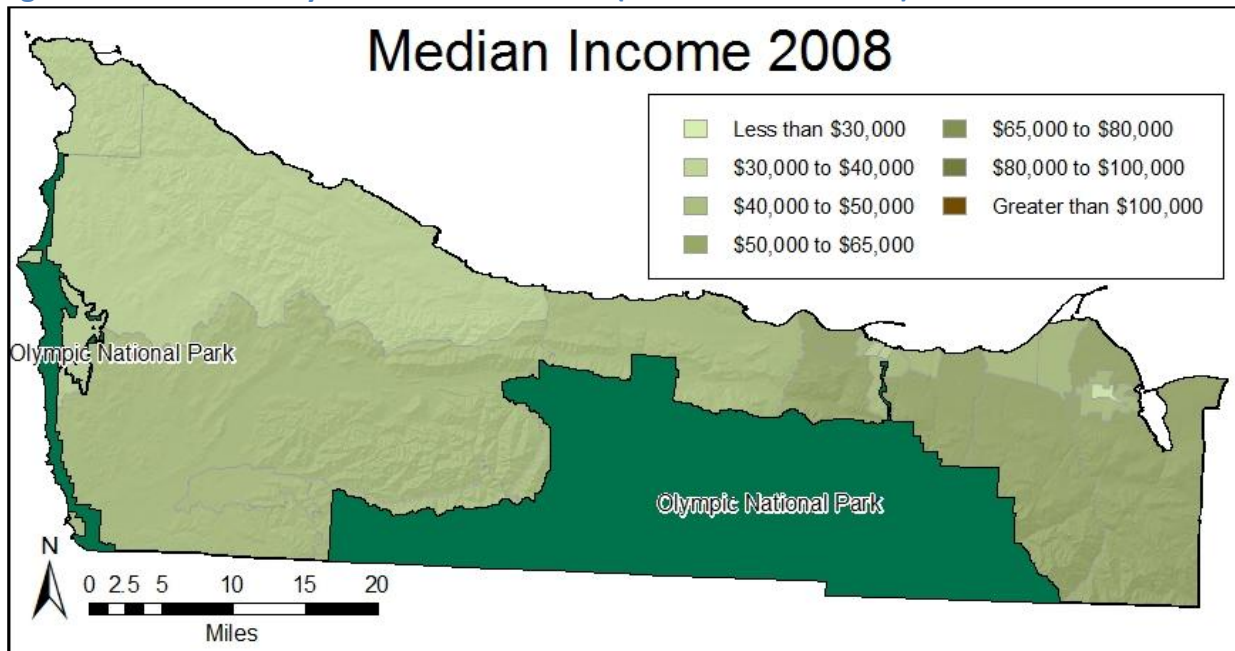 Median Income 2008
Less than $30,000
$30,000 to $40,000
$40,000 to $50,000
$50,000 to $65,000
$65,000 to $80,000
$80,000 to $100,000
Greater than $100,000
Olympic National Park
Olympic National Park
N
0 2.5 5 10 15 20
Miles